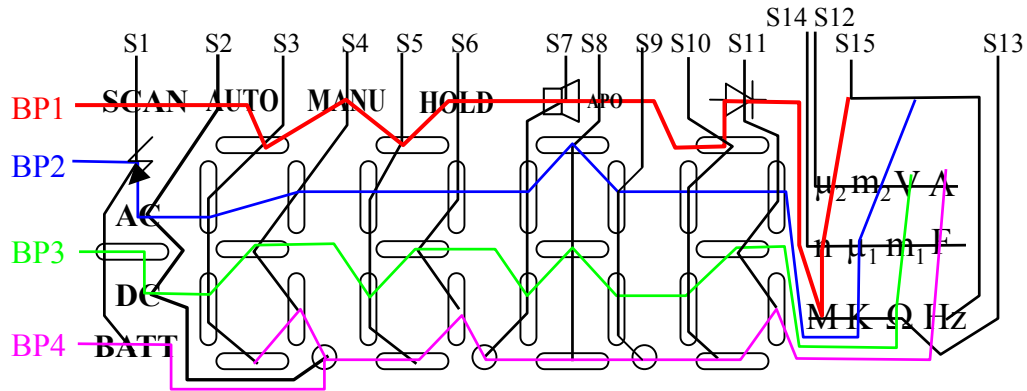 S14 S12
S1 S2 S3 S4 S5 S6 S7 S8 S9 S10 S11 S15 S13
BP1 SCAN AUTO MANU HOLD APO
BP2
μ2 m2 V A
AC
BP3 n μ1 m1 F
DC
M K Ω Hz
BP4 BATT